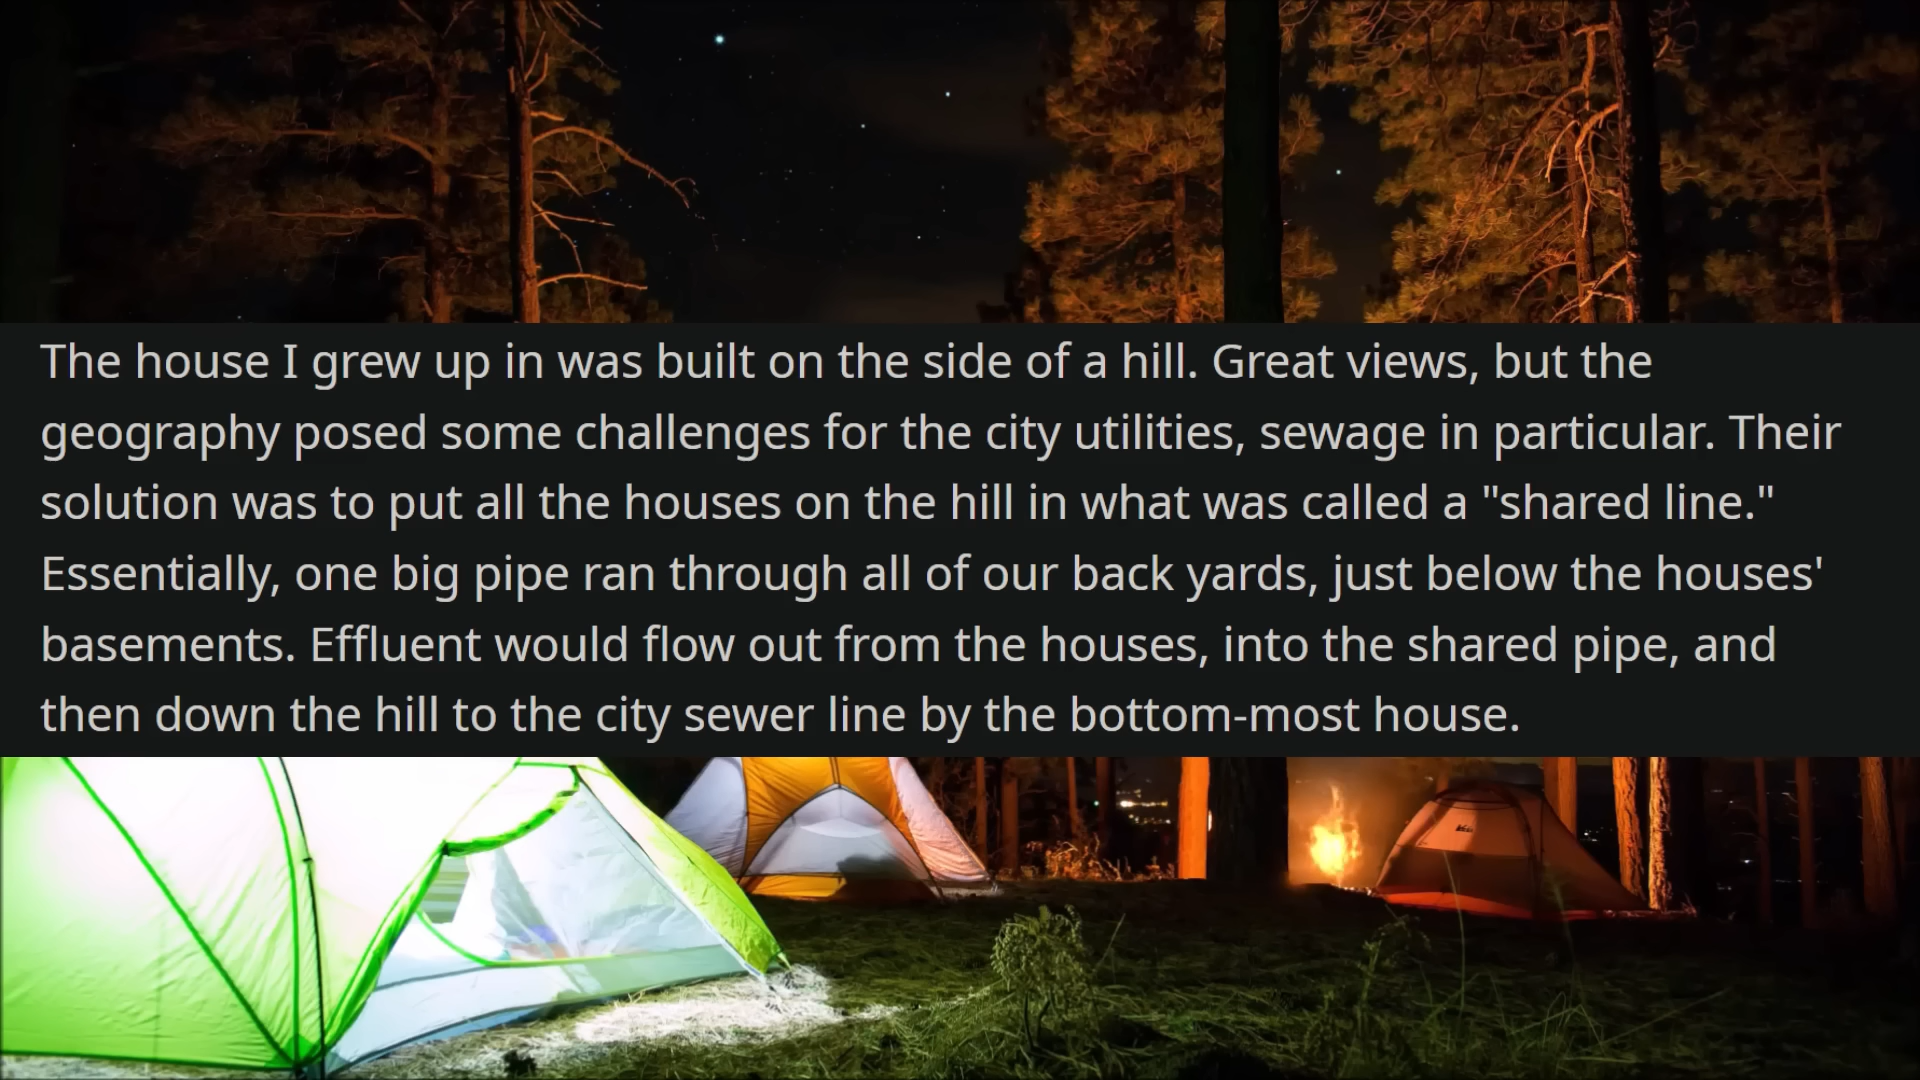 The house I grew up in was built on the side of a hill. Great views, but the
geography posed some challenges for the city utilities, sewage in particular. Their
solution was to put all the houses on the hill in what was called a "shared line."
Essentially, one big pipe ran through all of our back yards, just below the houses'
basements. Effluent would flow out from the houses, into the shared pipe, and
then down the hill to the city sewer line by the bottom-most house.